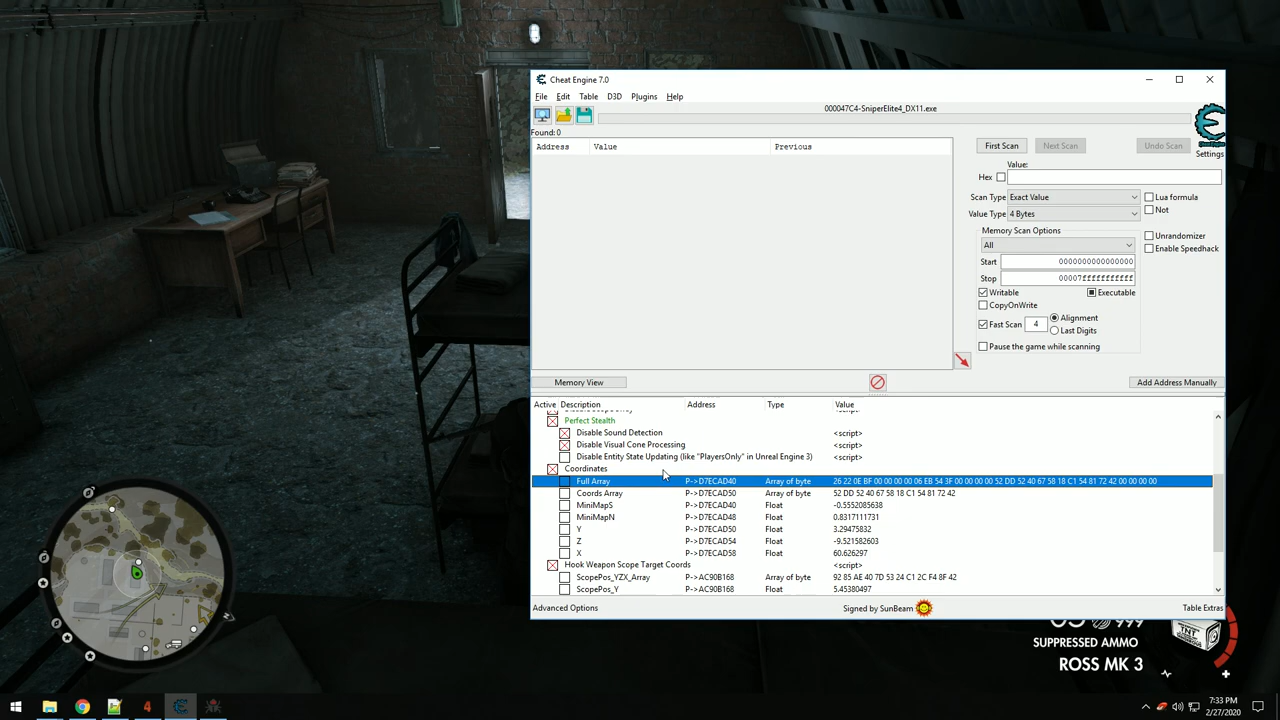 Cheat Engine 7.0
File Edit Table D3D Plugins Help
000047C4-SniperElite4_DX11.exe
Found: 0
Settings
Address Value Previous
First Scan Next Scan Undo Scan
Value:
Hex
Scan Type Exact Value
Lua formula
Value Type 4 Bytes
Not
Memory Scan Options
All
Unrandomizer
Enable Speedhack
Start 0000000000000000
Stop 00007fffffffffff
Writable Executable
CopyOnWrite
Fast Scan 4 Alignment
Last Digits
Pause the game while scanning
Memory View
Add Address Manually
Active Description Address Type Value
Perfect Stealth
Disable Sound Detection <script>
Disable Visual Cone Processing <script>
Disable Entity State Updating (like "PlayersOnly" in Unreal Engine 3) <script>
Coordinates
Full Array P->D7ECAD40 Array of byte 26 22 0E BF 00 00 00 00 06 EB 54 3F 00 00 00 00 52 DD 52 40 67 58 18 C1 54 81 72 42 00 00 00 00
Coords Array P->D7ECAD50 Array of byte 52 DD 52 40 67 58 18 C1 54 81 72 42
MiniMapS P->D7ECAD40 Float -0.5552085638
MiniMapN P->D7ECAD48 Float 0.8317111731
Y P->D7ECAD50 Float 3.29475832
Z P->D7ECAD54 Float -9.521582603
X P->D7ECAD58 Float 60.626297
Hook Weapon Scope Target Coords <script>
ScopePos_YZX_Array P->AC90B168 Array of byte 92 85 AE 40 7D 53 24 C1 2C F4 8F 42
ScopePos_Y P->AC90B168 Float 5.45380497
Advanced Options Signed by SunBeam Table Extras
999
TNT
SUPPRESSED AMMO
ROSS MK 3
7:33 PM
2/27/2020